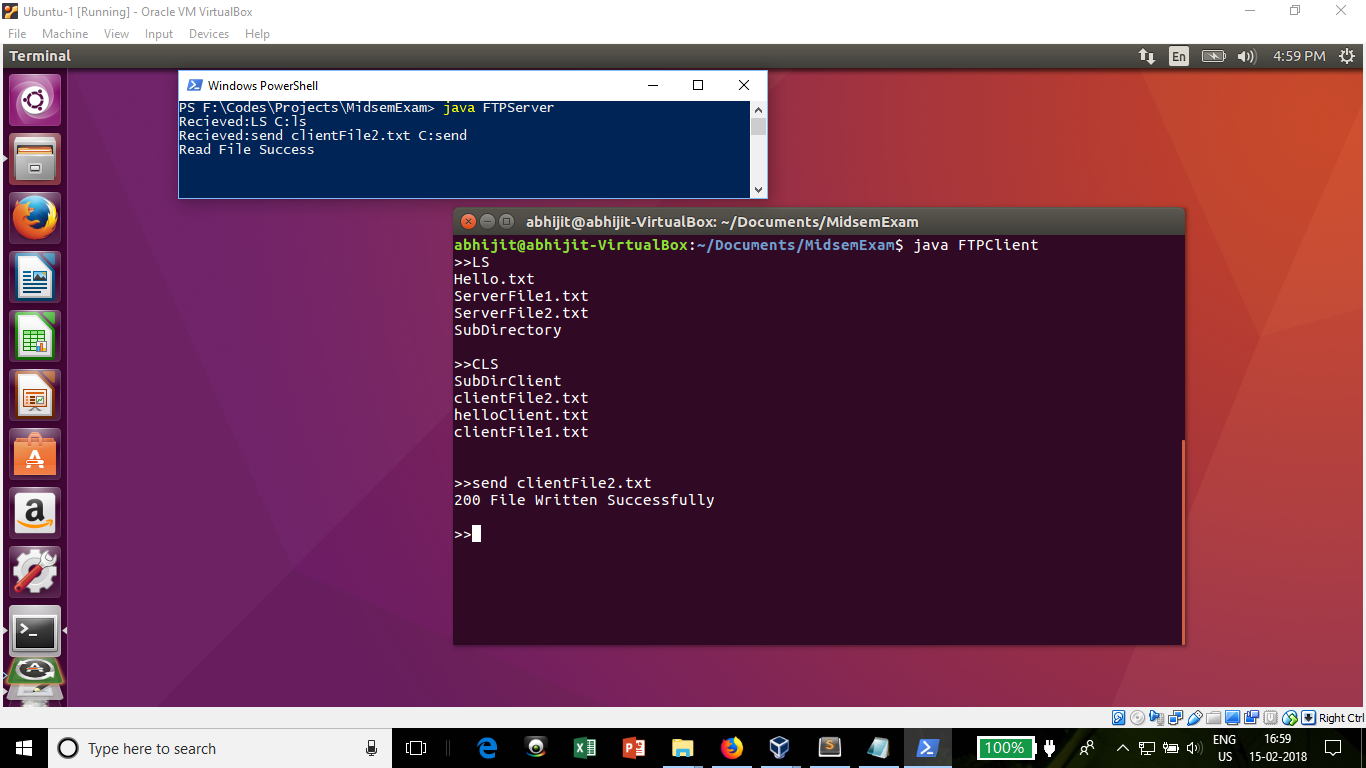 Ubuntu-1 [Running] - Oracle VM VirtualBox
File Machine View Input Devices Help
Terminal
En
4:59 PM
Windows PowerShell
PS F:\Codes\Projects\MidsemExam> java FTPServer
Recieved:LS C:ls
Recieved:send clientFile2.txt C:send
Read File Success
abhijit@abhijit-VirtualBox: ~/Documents/MidsemExam
abhijit@abhijit-VirtualBox:~/Documents/MidsemExam$ java FTPClient
>>LS
Hello.txt
ServerFile1.txt
ServerFile2.txt
SubDirectory
>>CLS
SubDirClient
clientFile2.txt
helloClient.txt
clientFile1.txt
>>send clientFile2.txt
200 File Written Successfully
>>
Right Ctrl
Type here to search
100%
ENG
US
16:59
15-02-2018